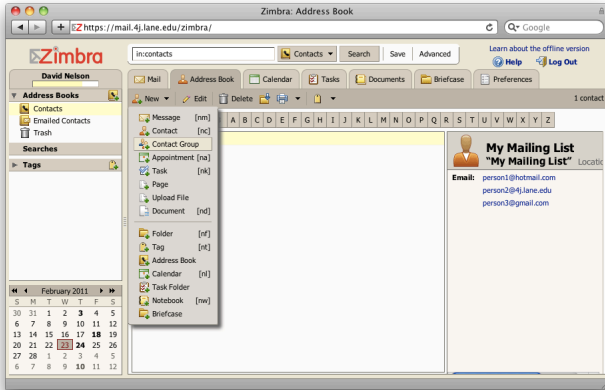 Zimbra: Address Book
https://mail.4j.lane.edu/zimbra/
Google
Zimbra
in:contacts
Contacts
Search
Save
Advanced
Learn about the offline version
Help
Log Out
David Nelson
Mail
Address Book
Calendar
Tasks
Documents
Briefcase
Preferences
Address Books
Contacts
Emailed Contacts
Trash
Searches
Tags
New
Edit
Delete
1 contact
A B C D E F G H I J K L M N O P Q R S T U V W X Y Z
Message [nm]
Contact [nc]
Contact Group
Appointment [na]
Task [nk]
Page
Upload File
Document [nd]
Folder [nf]
Tag [nt]
Address Book
Calendar [nl]
Task Folder
Notebook [nw]
Briefcase
My Mailing List
"My Mailing List" Locatic
Email: person1@hotmail.com
person2@4j.lane.edu
person3@gmail.com
February 2011
S M T W T F S
30 31 1 2 3 4 5
6 7 8 9 10 11 12
13 14 15 16 17 18 19
20 21 22 23 24 25 26
27 28 1 2 3 4 5
6 7 8 9 10 11 12